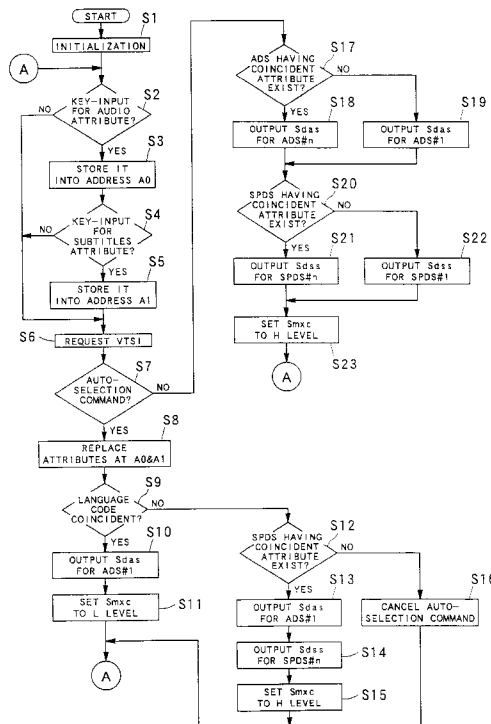 START
S1
INITIALIZATION
A
S2
KEY-INPUT
FOR AUDIO
ATTRIBUTE?
NO
YES
S3
STORE IT
INTO ADDRESS A0
S4
KEY-INPUT
FOR
SUBTITLES
ATTRIBUTE?
NO
YES
S5
STORE IT
INTO ADDRESS A1
S6
REQUEST VTSI
S7
AUTO-
SELECTION
COMMAND?
NO
YES
S8
REPLACE
ATTRIBUTES AT A0&A1
S9
LANGUAGE
CODE
COINCIDENT?
NO
YES
S10
OUTPUT Sdas
FOR ADS#1
S11
SET Smxc
TO L LEVEL
A
S12
SPDS HAVING
COINCIDENT
ATTRIBUTE
EXIST?
NO
YES
S13
OUTPUT Sdas
FOR ADS#1
S14
OUTPUT Sdss
FOR SPDS#n
S15
SET Smxc
TO H LEVEL
S16
CANCEL AUTO-
SELECTION COMMAND
S17
ADS HAVING
COINCIDENT
ATTRIBUTE
EXIST?
NO
YES
S18
OUTPUT Sdas
FOR ADS#n
S19
OUTPUT Sdas
FOR ADS#1
S20
SPDS HAVING
COINCIDENT
ATTRIBUTE
EXIST?
NO
YES
S21
OUTPUT Sdss
FOR SPDS#n
S22
OUTPUT Sdss
FOR SPDS#1
SET Smxc
TO H LEVEL
S23
A